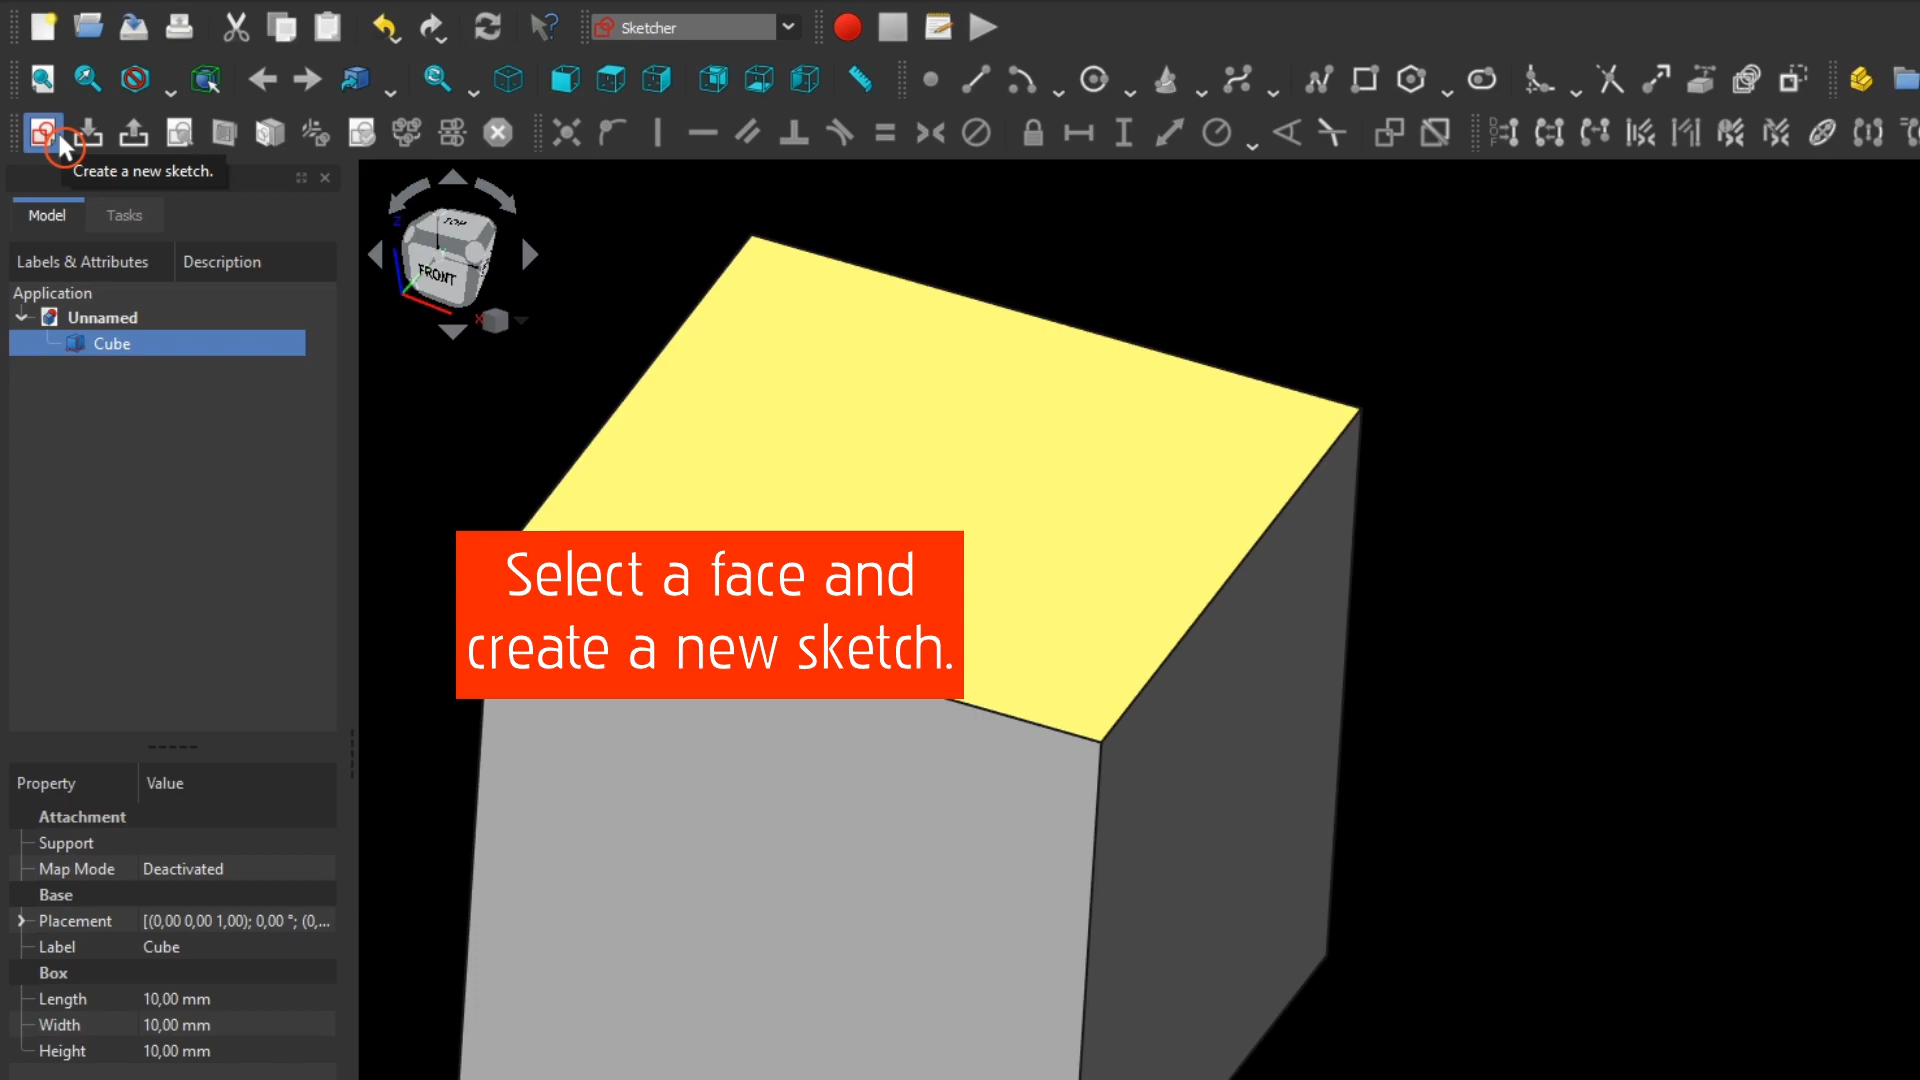 Sketcher
Create a new sketch.
Model
Tasks
Labels & Attributes
Description
Application
Unnamed
Cube
TOP
FRONT
Z
X
Select a face and
create a new sketch.
Property
Value
Attachment
Support
Map Mode
Deactivated
Base
Placement
[(0,00 0,00 1,00); 0,00 °; (0,...
Label
Cube
Box
Length
10,00 mm
Width
10,00 mm
Height
10,00 mm